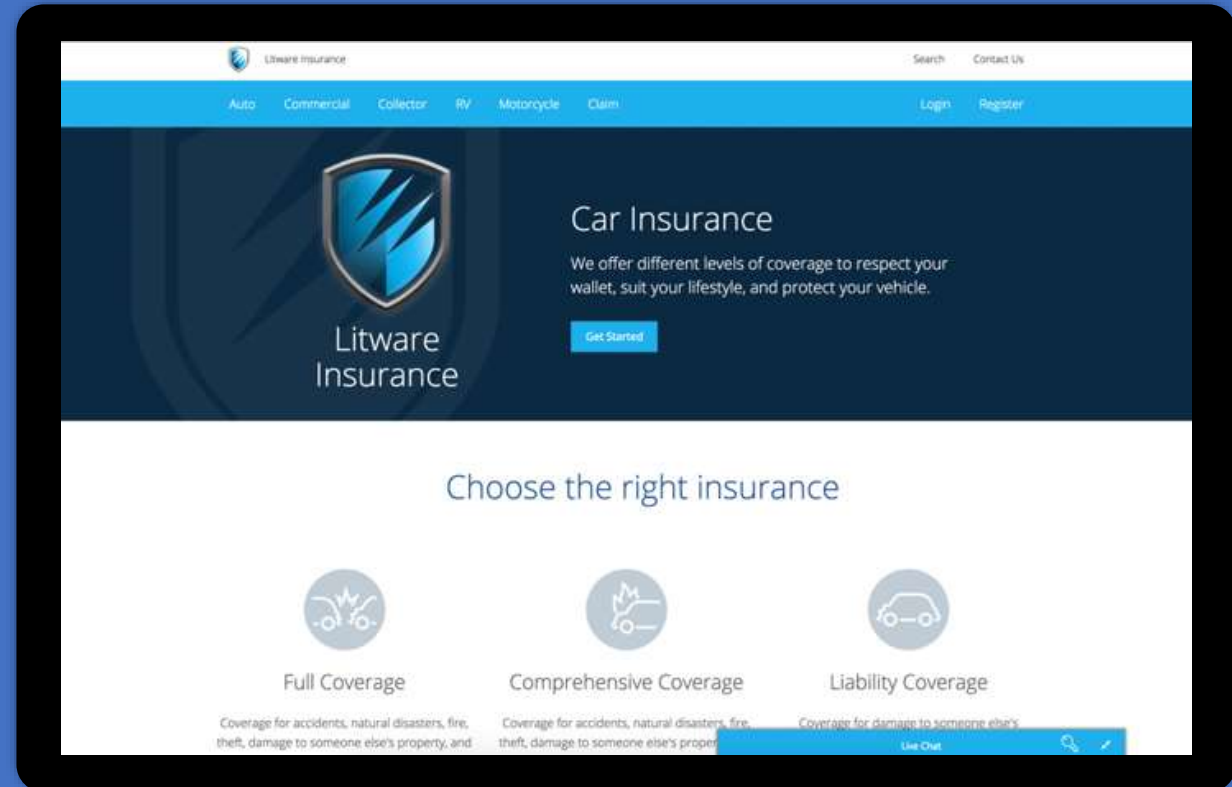 Litware Insurance
Search Contact Us
Auto Commercial Collector RV Motorcycle Claim Login Register
Litware
Insurance
Car Insurance
We offer different levels of coverage to respect your
wallet, suit your lifestyle, and protect your vehicle.
Get Started
Choose the right insurance
Full Coverage
Coverage for accidents, natural disasters, fire,
theft, damage to someone else's property, and
Comprehensive Coverage
Coverage for accidents, natural disasters, fire,
theft, damage to someone else's proper
Liability Coverage
Coverage for damage to someone else's
Live Chat